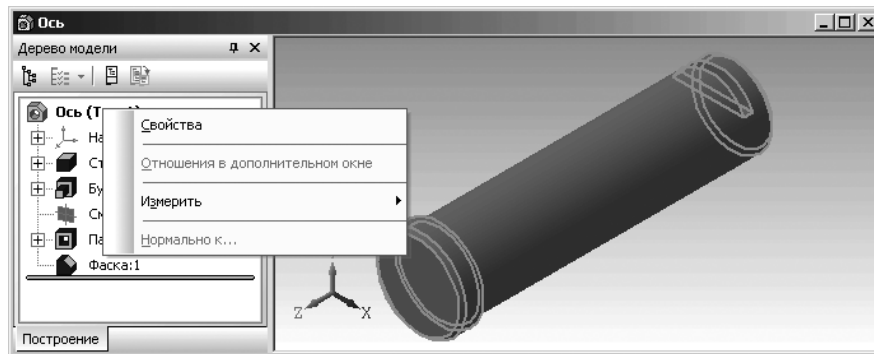 Ось
Дерево модели
Ось (Т
Свойства
На
Ст
Отношения в дополнительном окне
Бу
Измерить
См
Па
Нормально к...
Фаска:1
Z
X
Построение